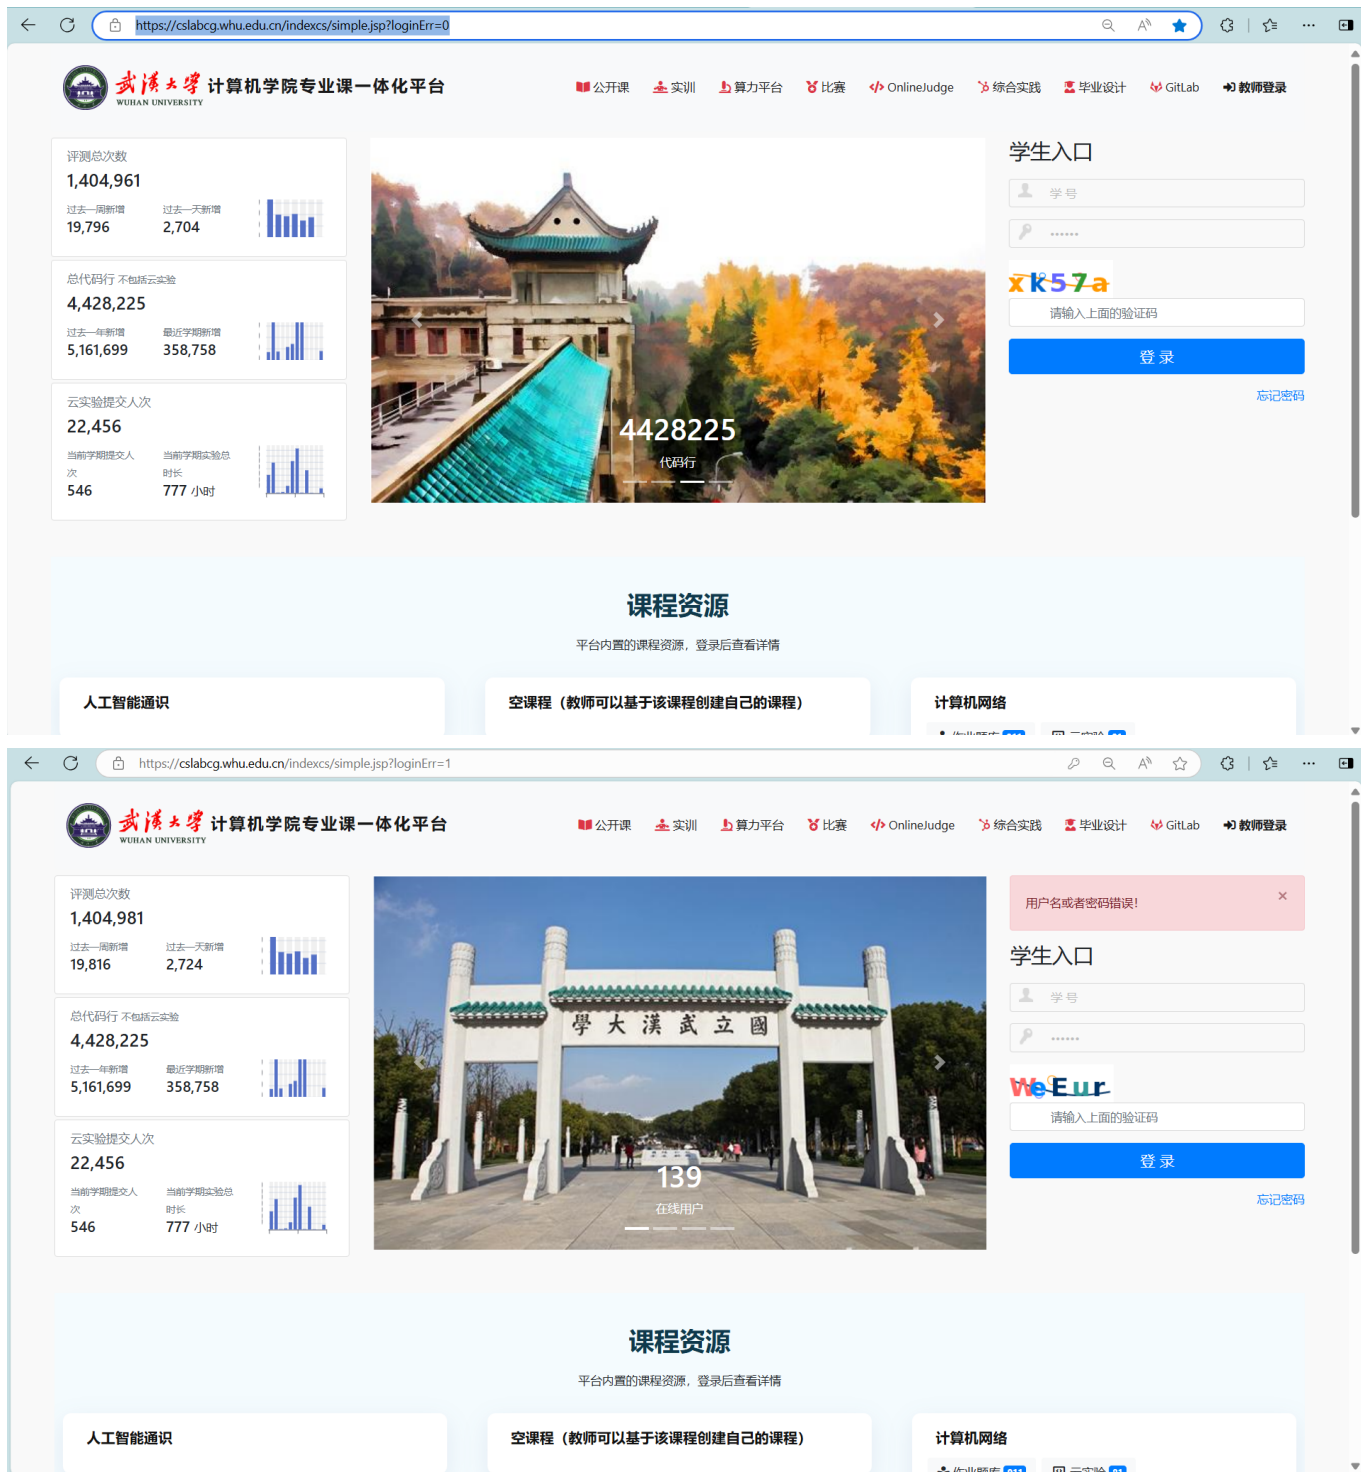 https://cslabcg.whu.edu.cn/indexcs/simple.jsp?loginErr=0
武汉大学 计算机学院专业课一体化平台
WUHAN UNIVERSITY
公开课 实训 算力平台 比赛 OnlineJudge 综合实践 毕业设计 GitLab 教师登录
评测总次数
1,404,961
过去一周新增 过去一天新增
19,796 2,704
总代码行 不包括云实验
4,428,225
过去一年新增 最近学期新增
5,161,699 358,758
云实验提交人次
22,456
当前学期提交人次 当前学期实验总时长
546 777 小时
4428225
代码行
学生入口
学号
xk57a
请输入上面的验证码
登录
忘记密码
课程资源
平台内置的课程资源，登录后查看详情
人工智能通识
空课程（教师可以基于该课程创建自己的课程）
计算机网络
https://cslabcg.whu.edu.cn/indexcs/simple.jsp?loginErr=1
武汉大学 计算机学院专业课一体化平台
WUHAN UNIVERSITY
公开课 实训 算力平台 比赛 OnlineJudge 综合实践 毕业设计 GitLab 教师登录
评测总次数
1,404,981
过去一周新增 过去一天新增
19,816 2,724
总代码行 不包括云实验
4,428,225
过去一年新增 最近学期新增
5,161,699 358,758
云实验提交人次
22,456
当前学期提交人次 当前学期实验总时长
546 777 小时
學大漢武立國
139
在线用户
用户名或者密码错误!
学生入口
学号
WeEur
请输入上面的验证码
登录
忘记密码
课程资源
平台内置的课程资源，登录后查看详情
人工智能通识
空课程（教师可以基于该课程创建自己的课程）
计算机网络